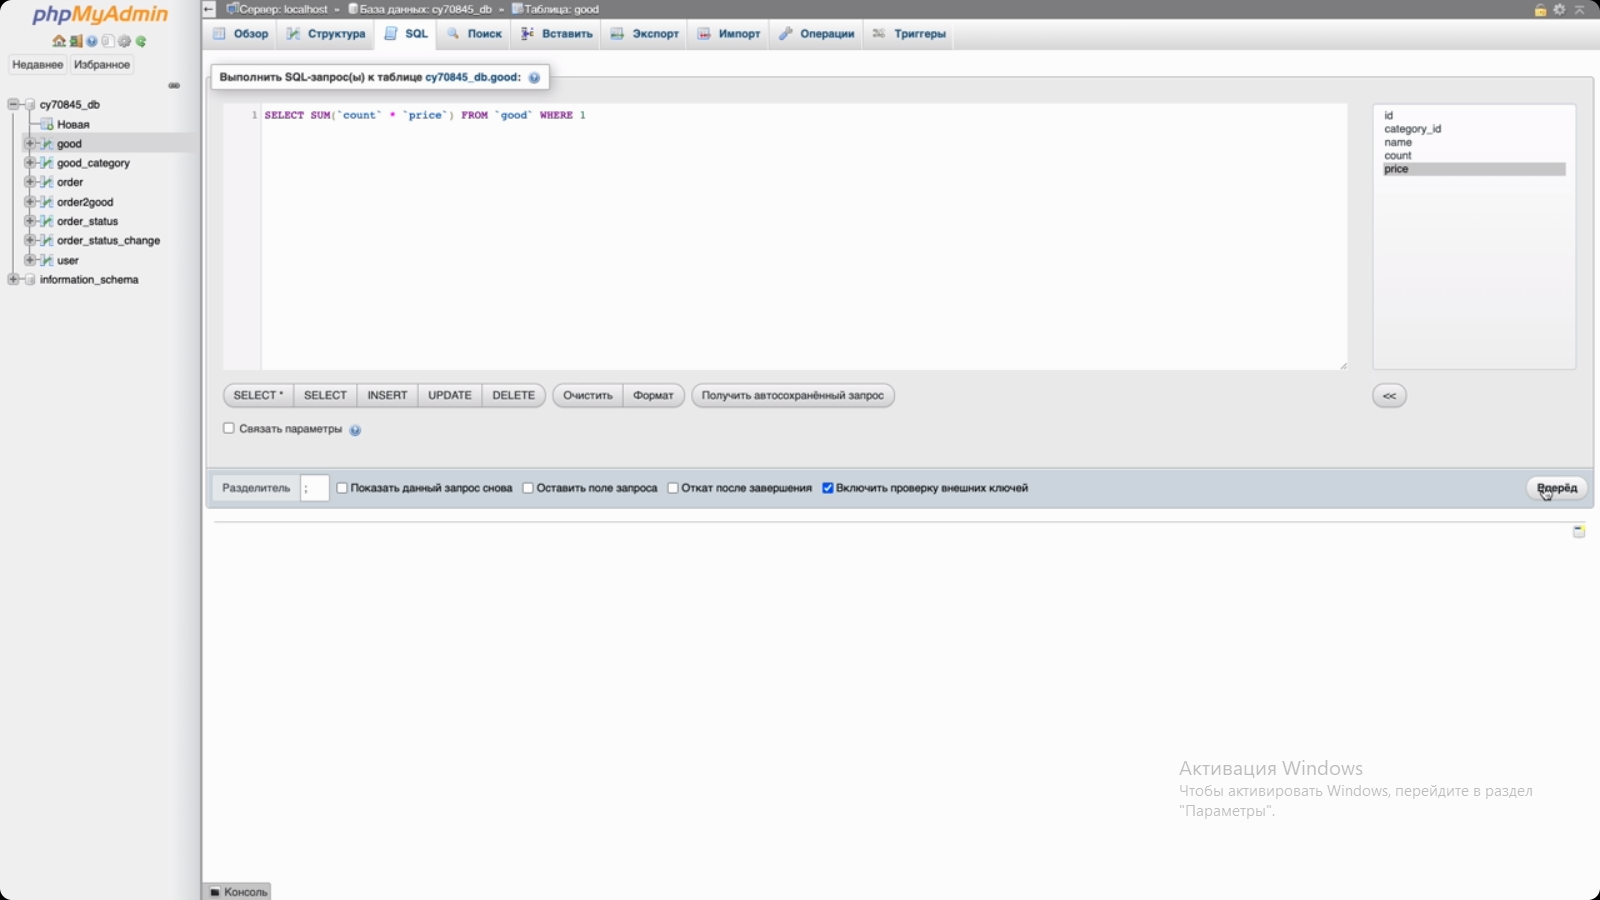 phpMyAdmin
Недавнее Избранное
cy70845_db
Новая
good
good_category
order
order2good
order_status
order_status_change
user
information_schema
Сервер: localhost » База данных: cy70845_db » Таблица: good
Обзор Структура SQL Поиск Вставить Экспорт Импорт Операции Триггеры
Выполнить SQL-запрос(ы) к таблице cy70845_db.good:
1 SELECT SUM(`count` * `price`) FROM `good` WHERE 1
id
category_id
name
count
price
SELECT * SELECT INSERT UPDATE DELETE Очистить Формат Получить автосохранённый запрос <<
Связать параметры
Разделитель ; Показать данный запрос снова Оставить поле запроса Откат после завершения Включить проверку внешних ключей Вперёд
Активация Windows
Чтобы активировать Windows, перейдите в раздел
"Параметры".
Консоль